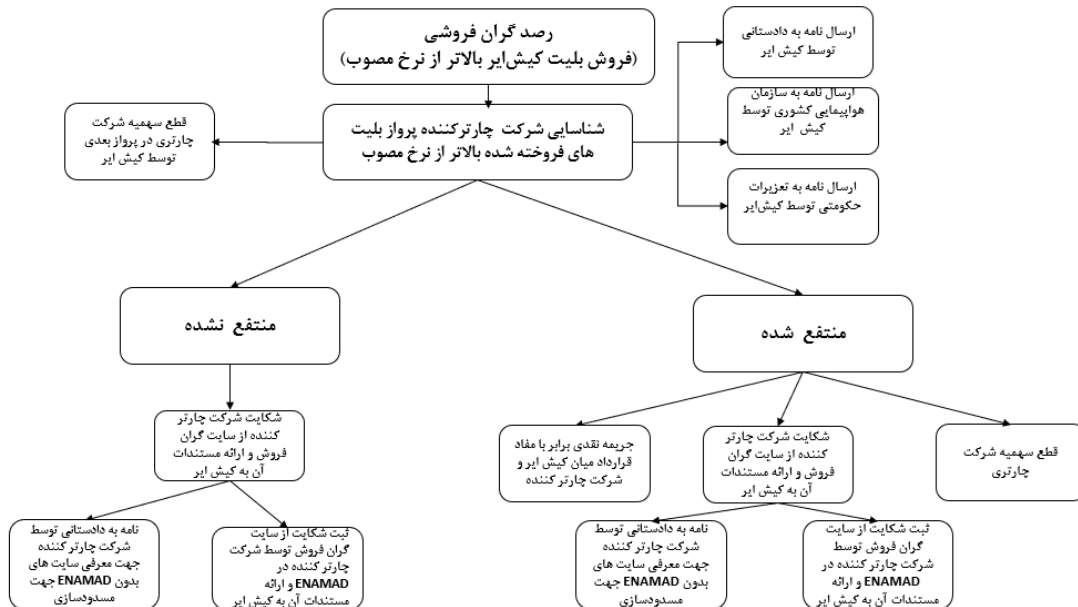 رصد گران فروشی
(فروش بلیت کیش‌ایر بالاتر از نرخ مصوب)
ارسال نامه به دادستانی
توسط کیش ایر
ارسال نامه به سازمان
هواپیمایی کشوری توسط
کیش ایر
ارسال نامه به تعزیرات
حکومتی توسط کیش‌ایر
شناسایی شرکت چارترکننده پرواز بلیت
های فروخته شده بالاتر از نرخ مصوب
قطع سهمیه شرکت
چارتری در پرواز بعدی
توسط کیش ایر
منتفع شده
منتفع نشده
قطع سهمیه شرکت
چارتری
شکایت شرکت چارتر
کننده از سایت گران
فروش و ارائه مستندات
آن به کیش ایر
جریمه نقدی برابر با مفاد
قرارداد میان کیش ایر و
شرکت چارتر کننده
ثبت شکایت از سایت
گران فروش توسط
شرکت چارتر کننده در
ENAMAD و ارائه
مستندات آن به کیش ایر
نامه به دادستانی توسط
شرکت چارتر کننده
جهت معرفی سایت های
بدون ENAMAD جهت
مسدودسازی
شکایت شرکت چارتر
کننده از سایت گران
فروش و ارائه مستندات
آن به کیش ایر
ثبت شکایت از سایت
گران فروش توسط شرکت
چارتر کننده در
ENAMAD و ارائه
مستندات آن به کیش ایر
نامه به دادستانی توسط
شرکت چارتر کننده
جهت معرفی سایت های
بدون ENAMAD جهت
مسدودسازی